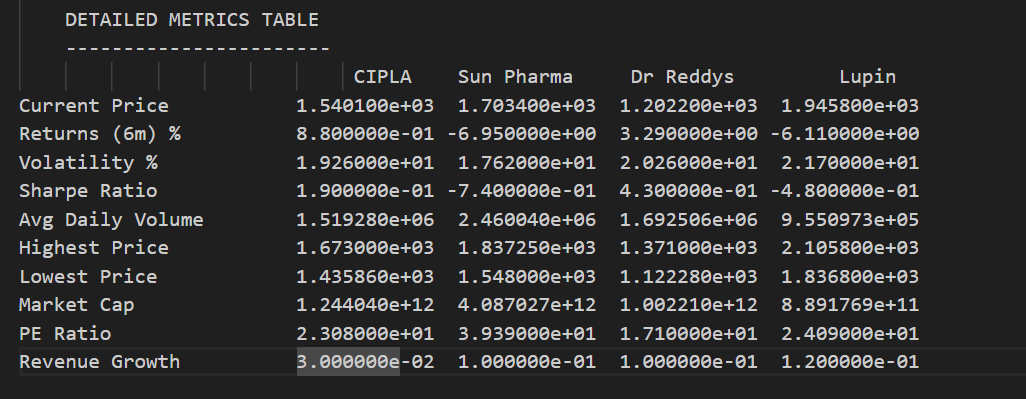 DETAILED METRICS TABLE
-----------------------
CIPLA Sun Pharma Dr Reddys Lupin
Current Price 1.540100e+03 1.703400e+03 1.202200e+03 1.945800e+03
Returns (6m) % 8.800000e-01 -6.950000e+00 3.290000e+00 -6.110000e+00
Volatility % 1.926000e+01 1.762000e+01 2.026000e+01 2.170000e+01
Sharpe Ratio 1.900000e-01 -7.400000e-01 4.300000e-01 -4.800000e-01
Avg Daily Volume 1.519280e+06 2.460040e+06 1.692506e+06 9.550973e+05
Highest Price 1.673000e+03 1.837250e+03 1.371000e+03 2.105800e+03
Lowest Price 1.435860e+03 1.548000e+03 1.122280e+03 1.836800e+03
Market Cap 1.244040e+12 4.087027e+12 1.002210e+12 8.891769e+11
PE Ratio 2.308000e+01 3.939000e+01 1.710000e+01 2.409000e+01
Revenue Growth 3.000000e-02 1.000000e-01 1.000000e-01 1.200000e-01